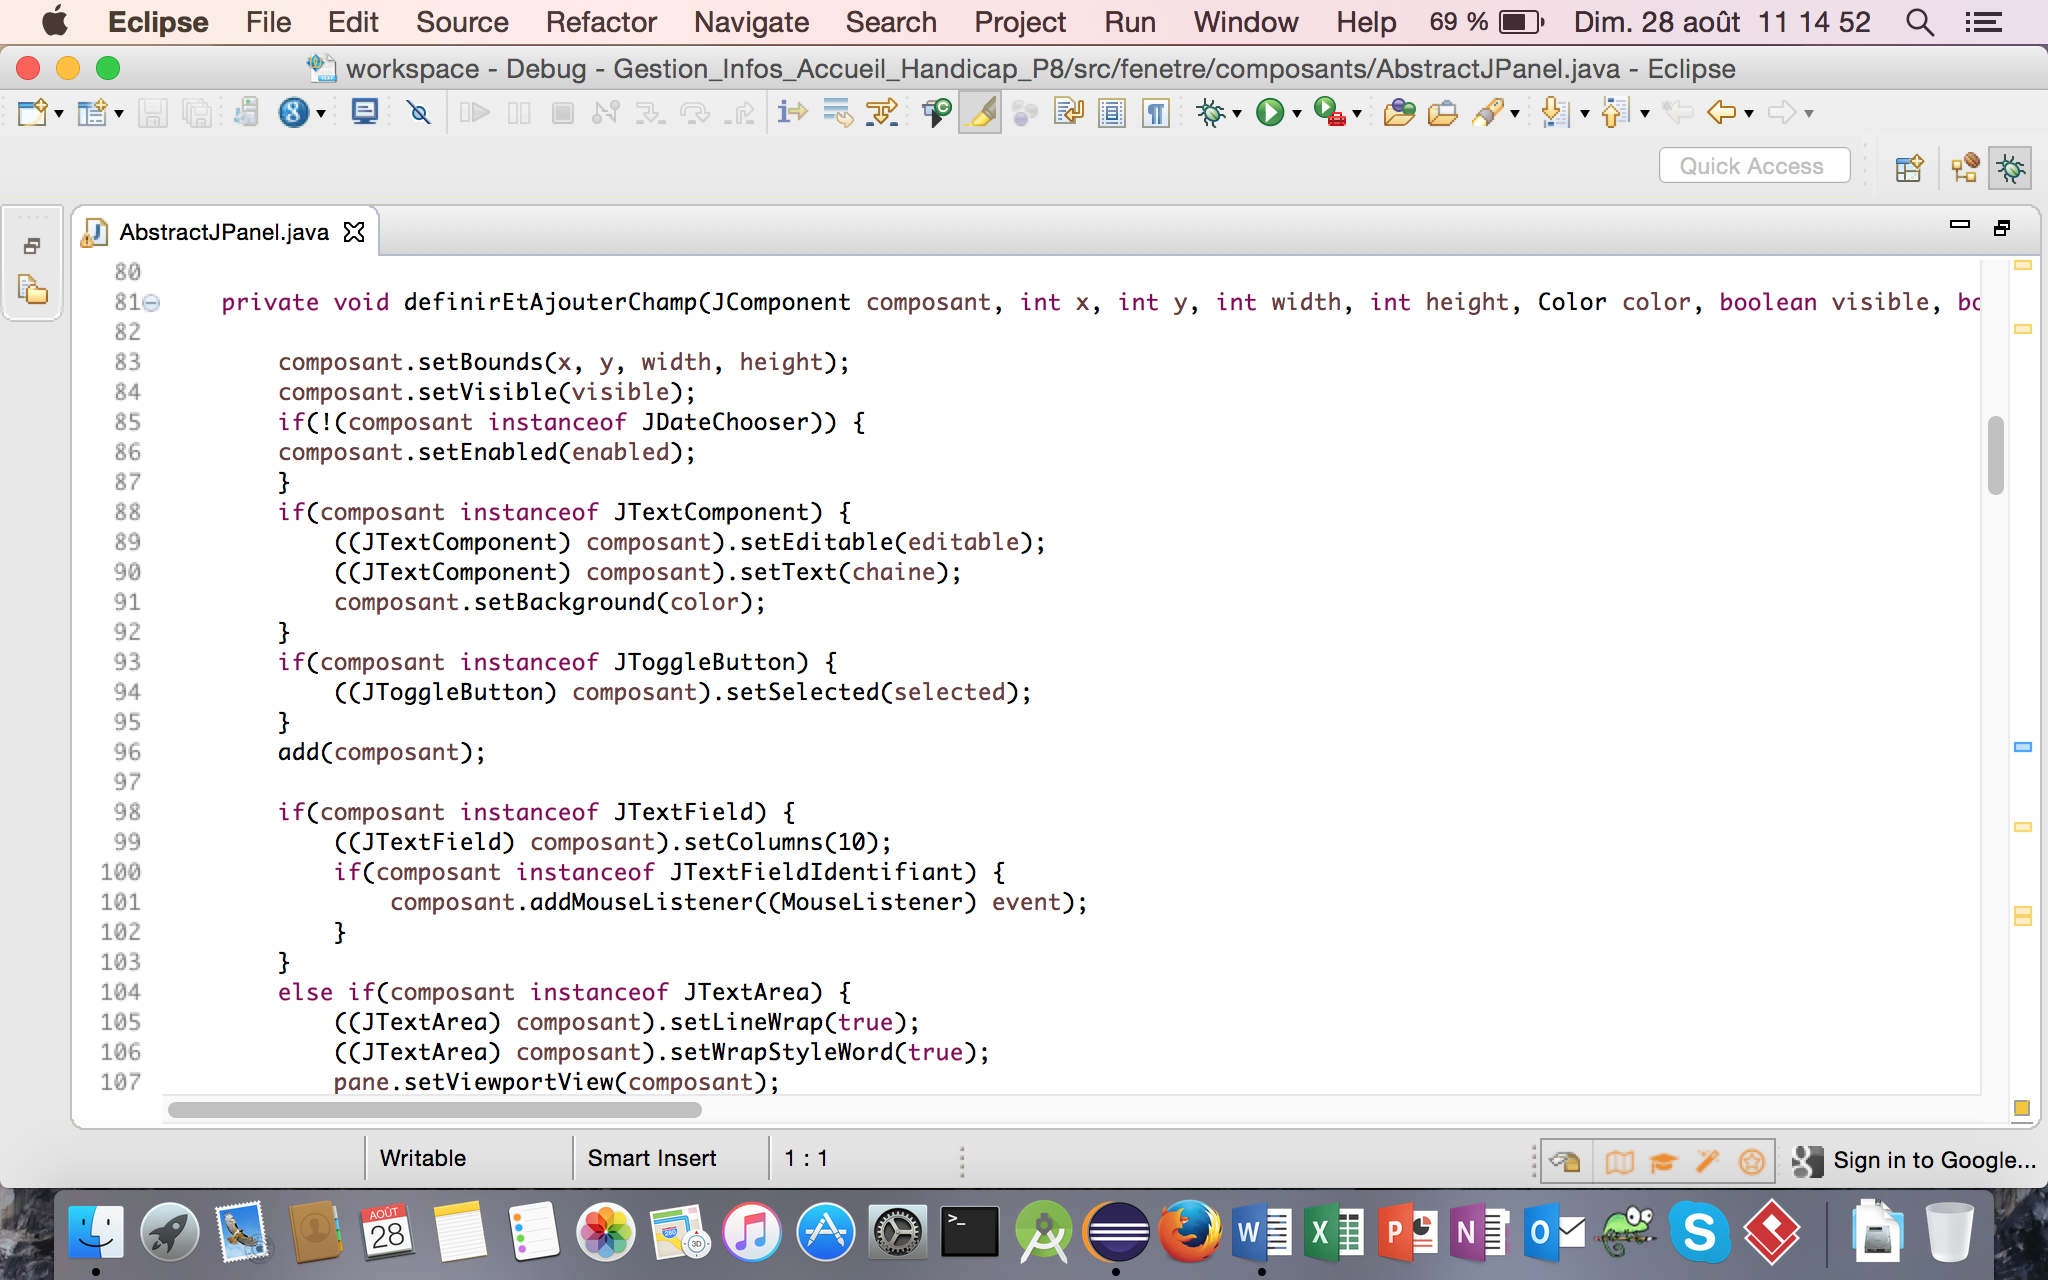 Eclipse File Edit Source Refactor Navigate Search Project Run Window Help 69 % Dim. 28 août 11 14 52
workspace - Debug - Gestion_Infos_Accueil_Handicap_P8/src/fenetre/composants/AbstractJPanel.java - Eclipse
Quick Access
AbstractJPanel.java
80
81 private void definirEtAjouterChamp(JComponent composant, int x, int y, int width, int height, Color color, boolean visible, bo
82
83 composant.setBounds(x, y, width, height);
84 composant.setVisible(visible);
85 if(!(composant instanceof JDateChooser)) {
86 composant.setEnabled(enabled);
87 }
88 if(composant instanceof JTextComponent) {
89 ((JTextComponent) composant).setEditable(editable);
90 ((JTextComponent) composant).setText(chaine);
91 composant.setBackground(color);
92 }
93 if(composant instanceof JToggleButton) {
94 ((JToggleButton) composant).setSelected(selected);
95 }
96 add(composant);
97
98 if(composant instanceof JTextField) {
99 ((JTextField) composant).setColumns(10);
100 if(composant instanceof JTextFieldIdentifiant) {
101 composant.addMouseListener((MouseListener) event);
102 }
103 }
104 else if(composant instanceof JTextArea) {
105 ((JTextArea) composant).setLineWrap(true);
106 ((JTextArea) composant).setWrapStyleWord(true);
107 pane.setViewportView(composant);
Writable Smart Insert 1 : 1 Sign in to Google...
AOÛT
28
3D